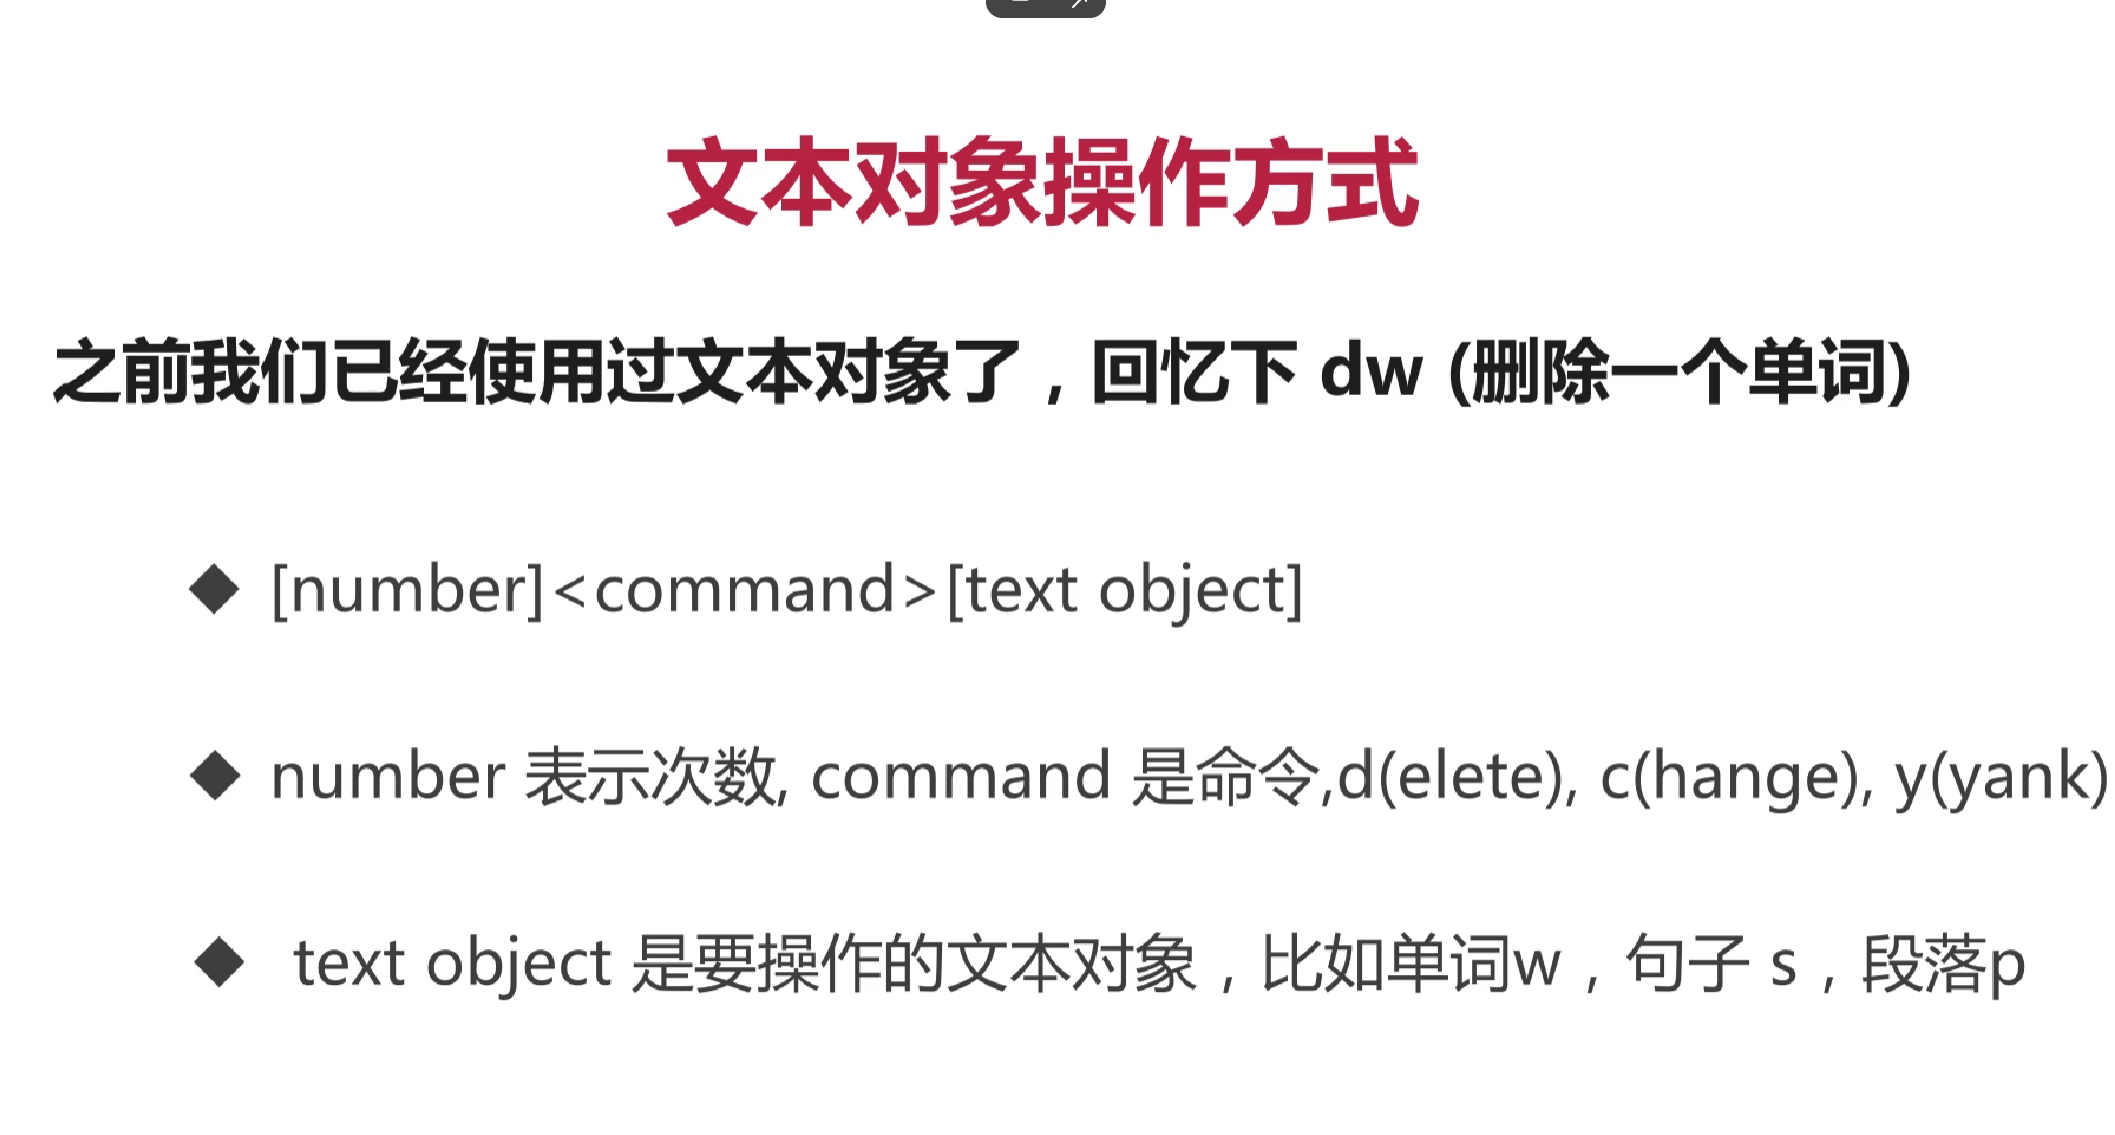 文本对象操作方式
之前我们已经使用过文本对象了，回忆下 dw (删除一个单词)
◆ [number]<command>[text object]
◆ number 表示次数, command 是命令,d(elete), c(hange), y(yank)
◆ text object 是要操作的文本对象，比如单词w，句子 s，段落p